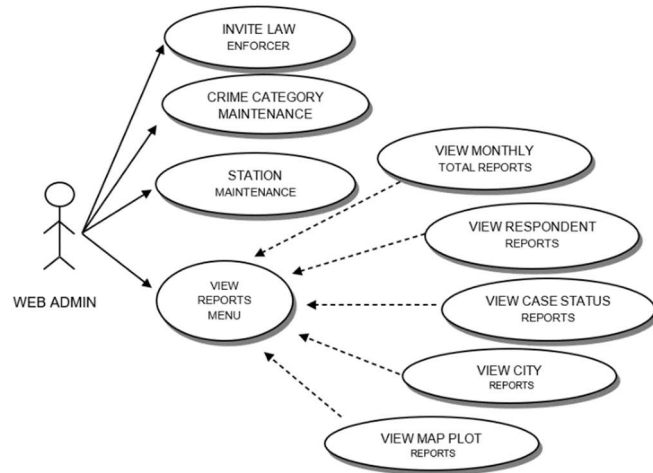 INVITE LAW
ENFORCER
CRIME CATEGORY
MAINTENANCE
STATION
MAINTENANCE
VIEW MONTHLY
TOTAL REPORTS
VIEW RESPONDENT
REPORTS
WEB ADMIN
VIEW
REPORTS
MENU
VIEW CASE STATUS
REPORTS
VIEW CITY
REPORTS
VIEW MAP PLOT
REPORTS